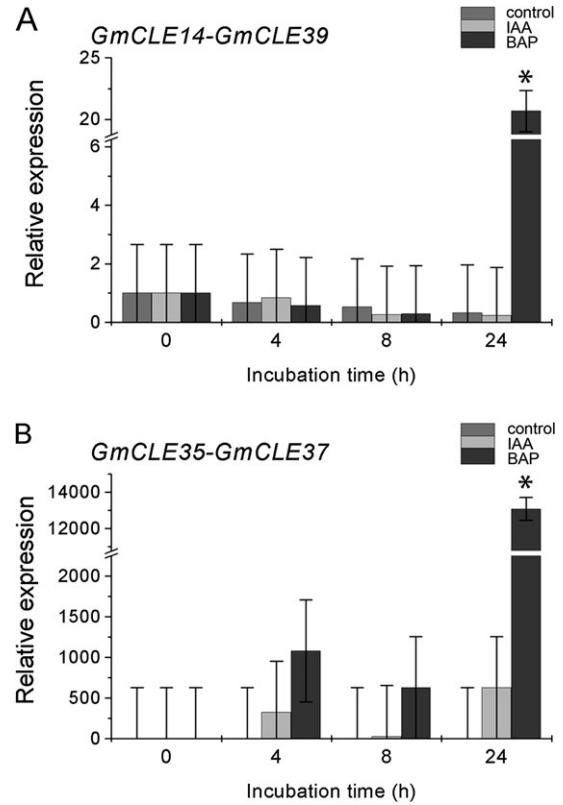 A
GmCLE14-GmCLE39
control
IAA
BAP
Relative expression
25
20
6
4
2
0
*
0 4 8 24
Incubation time (h)
B
GmCLE35-GmCLE37
control
IAA
BAP
Relative expression
14000
12000
2000
1500
1000
500
0
*
0 4 8 24
Incubation time (h)